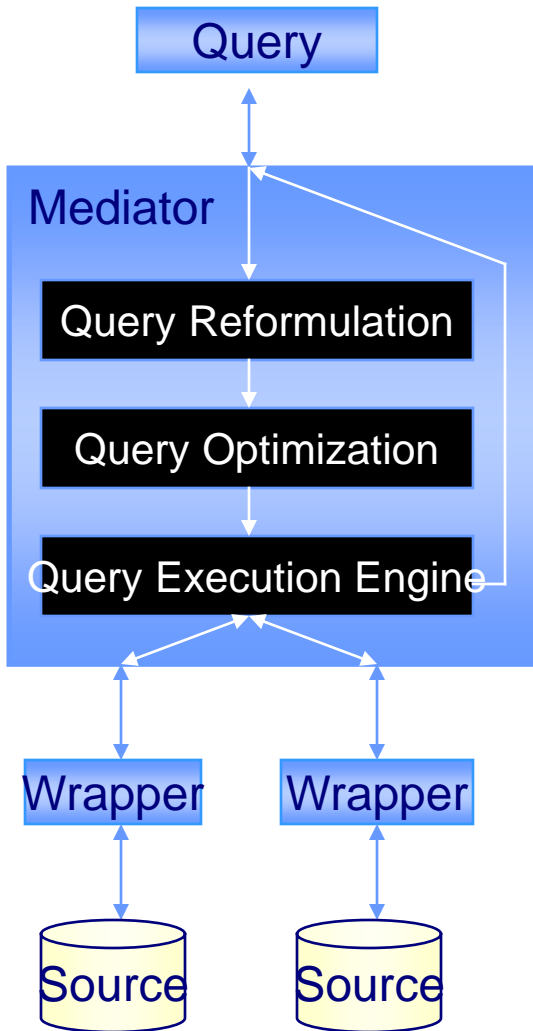 Query
Mediator
Query Reformulation
Query Optimization
Query Execution Engine
Wrapper
Wrapper
Source
Source